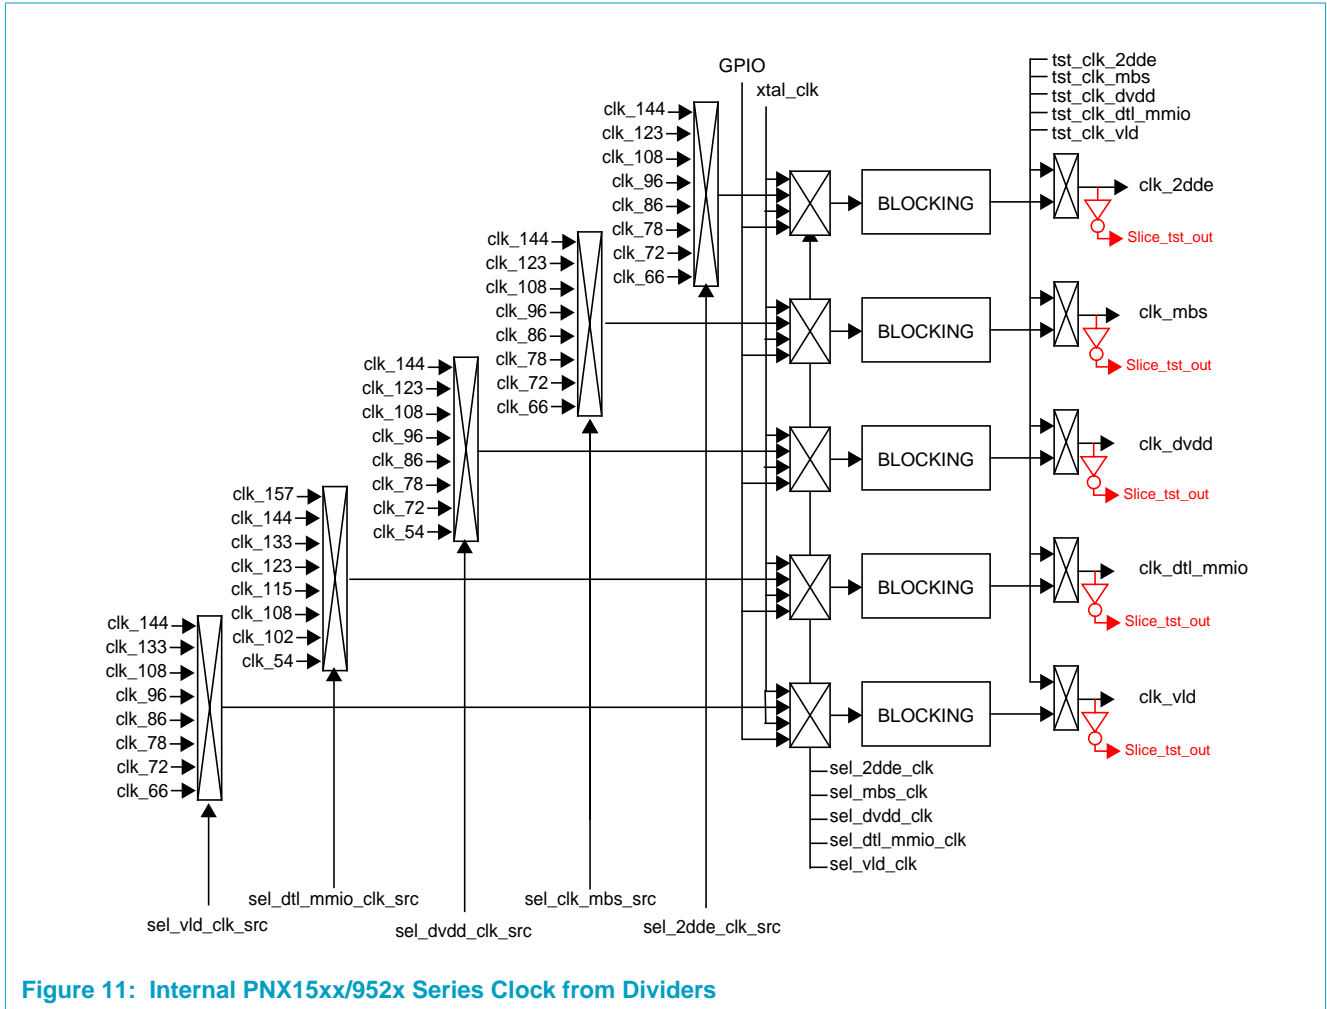 GPIO
xtal_clk
tst_clk_2dde
tst_clk_mbs
tst_clk_dvdd
tst_clk_dtl_mmio
tst_clk_vld
clk_144
clk_123
clk_108
clk_96
clk_86
clk_78
clk_72
clk_66
BLOCKING
clk_2dde
Slice_tst_out
clk_144
clk_123
clk_108
clk_96
clk_86
clk_78
clk_72
clk_66
BLOCKING
clk_mbs
Slice_tst_out
clk_144
clk_123
clk_108
clk_96
clk_86
clk_78
clk_72
clk_54
BLOCKING
clk_dvdd
Slice_tst_out
clk_157
clk_144
clk_133
clk_123
clk_115
clk_108
clk_102
clk_54
BLOCKING
clk_dtl_mmio
Slice_tst_out
clk_144
clk_133
clk_108
clk_96
clk_86
clk_78
clk_72
clk_66
BLOCKING
clk_vld
Slice_tst_out
sel_2dde_clk
sel_mbs_clk
sel_dvdd_clk
sel_dtl_mmio_clk
sel_vld_clk
sel_vld_clk_src
sel_dtl_mmio_clk_src
sel_dvdd_clk_src
sel_clk_mbs_src
sel_2dde_clk_src
Figure 11: Internal PNX15xx/952x Series Clock from Dividers